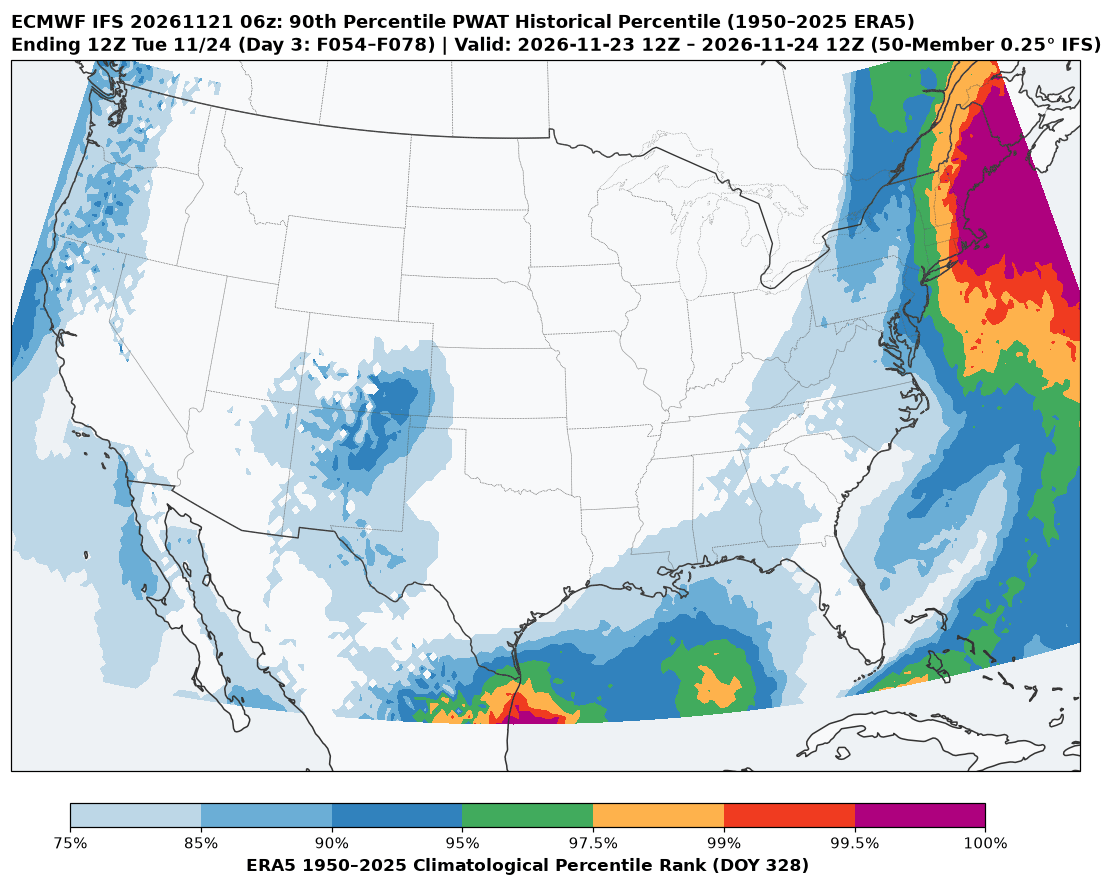 ECMWF IFS 20261121 06z: 90th Percentile PWAT Historical Percentile (1950–2025 ERA5)
Ending 12Z Tue 11/24 (Day 3: F054–F078) | Valid: 2026-11-23 12Z – 2026-11-24 12Z (50-Member 0.25° IFS)
75% 85% 90% 95% 97.5% 99% 99.5% 100%
ERA5 1950–2025 Climatological Percentile Rank (DOY 328)